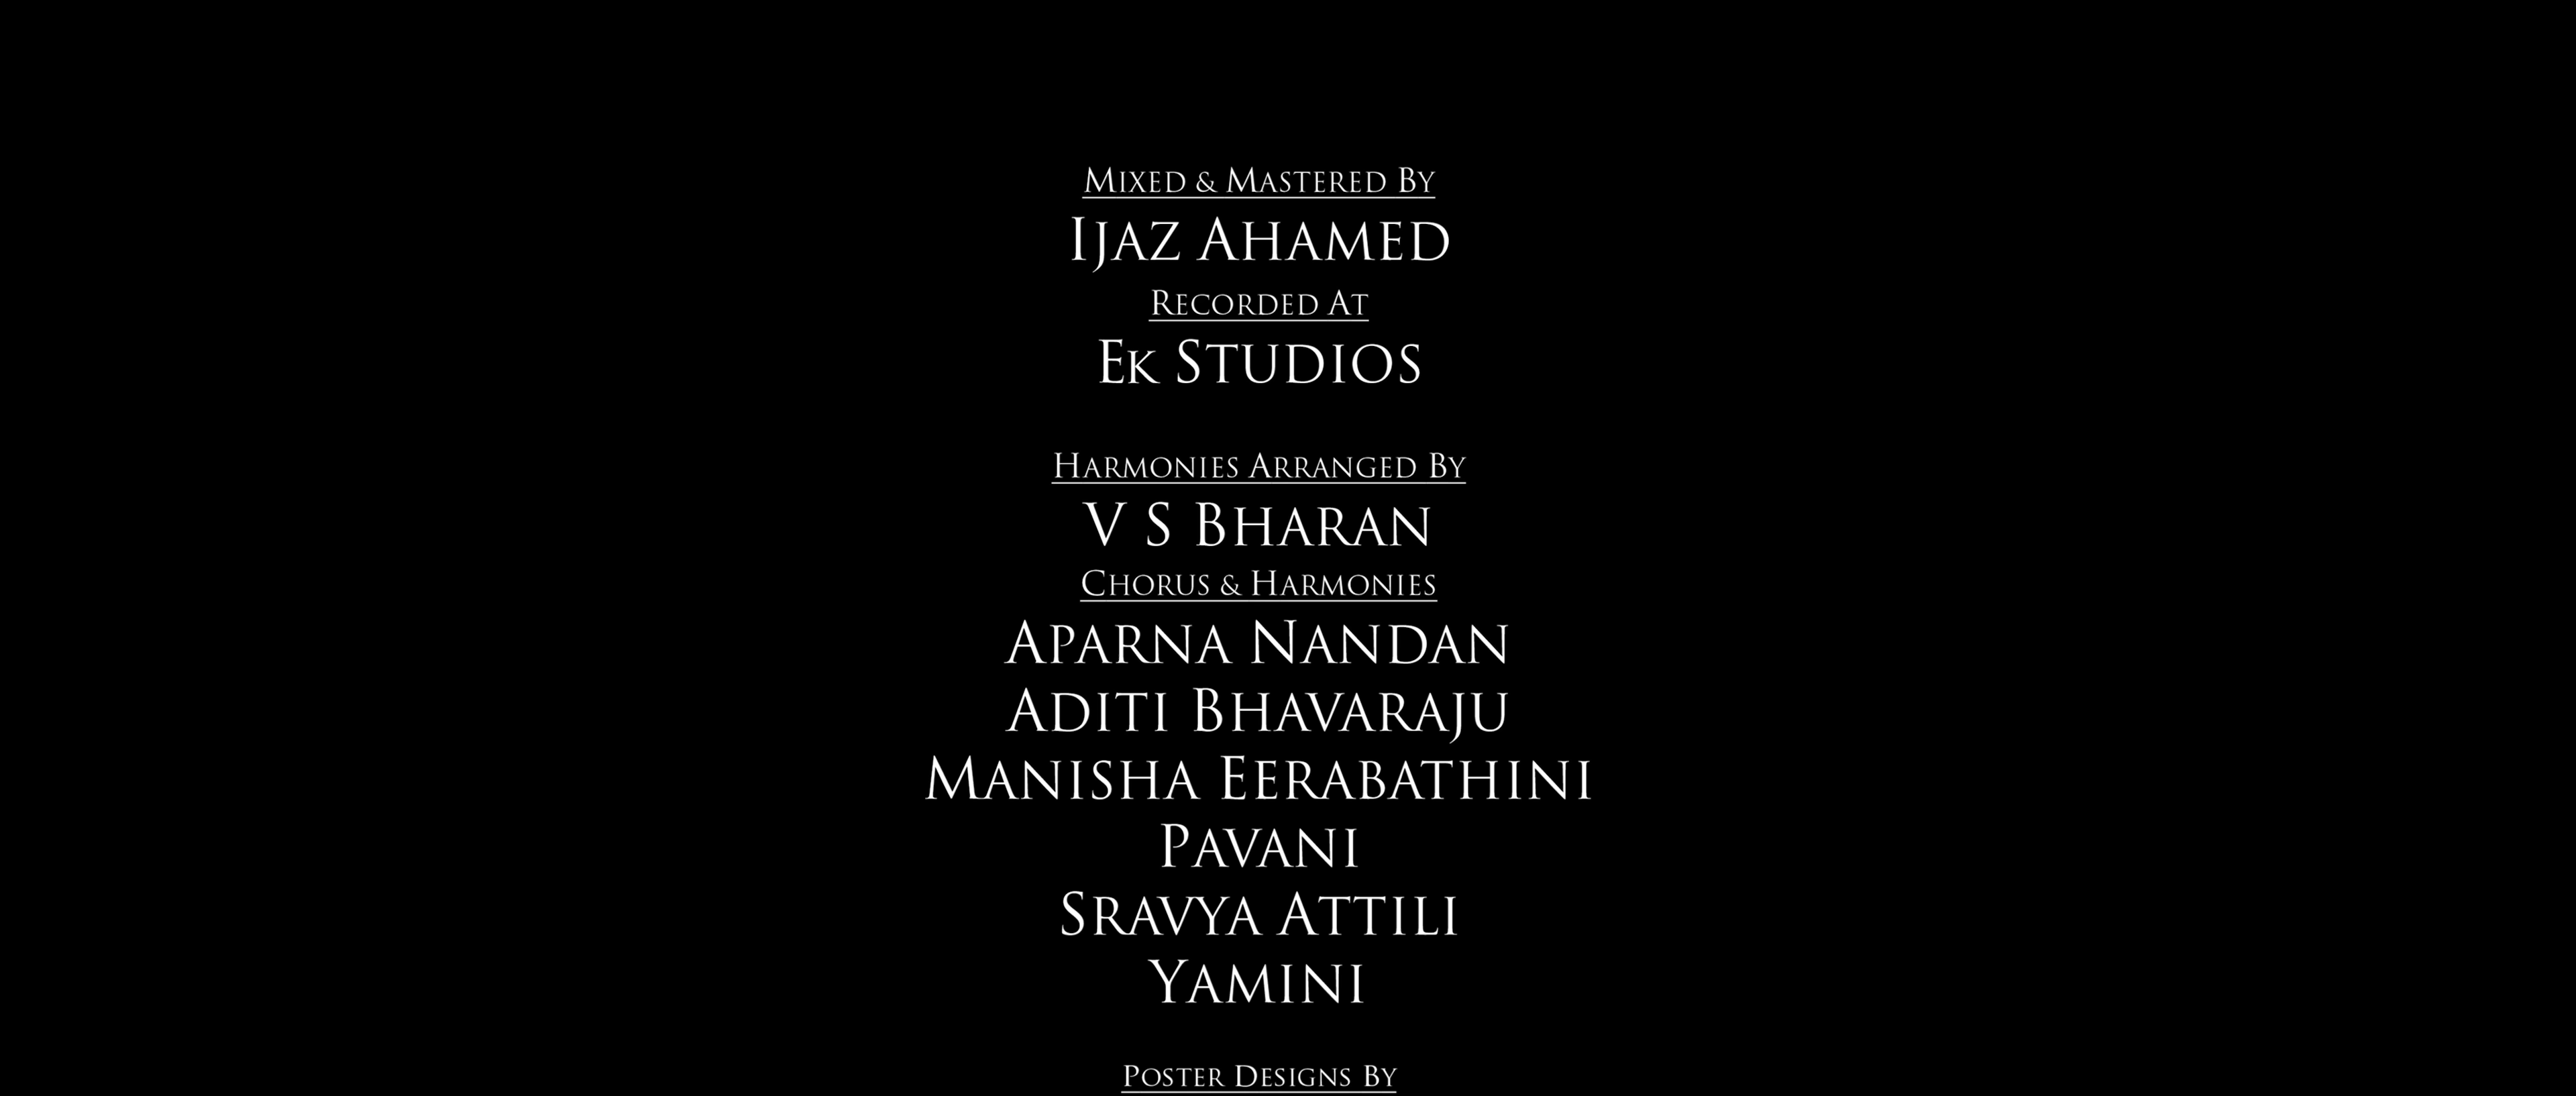 Mixed & Mastered By
Ijaz Ahamed
Recorded At
Ek Studios
Harmonies Arranged By
V S Bharan
Chorus & Harmonies
Aparna Nandan
Aditi Bhavaraju
Manisha Eerabathini
Pavani
Sravya Attili
Yamini
Poster Designs By